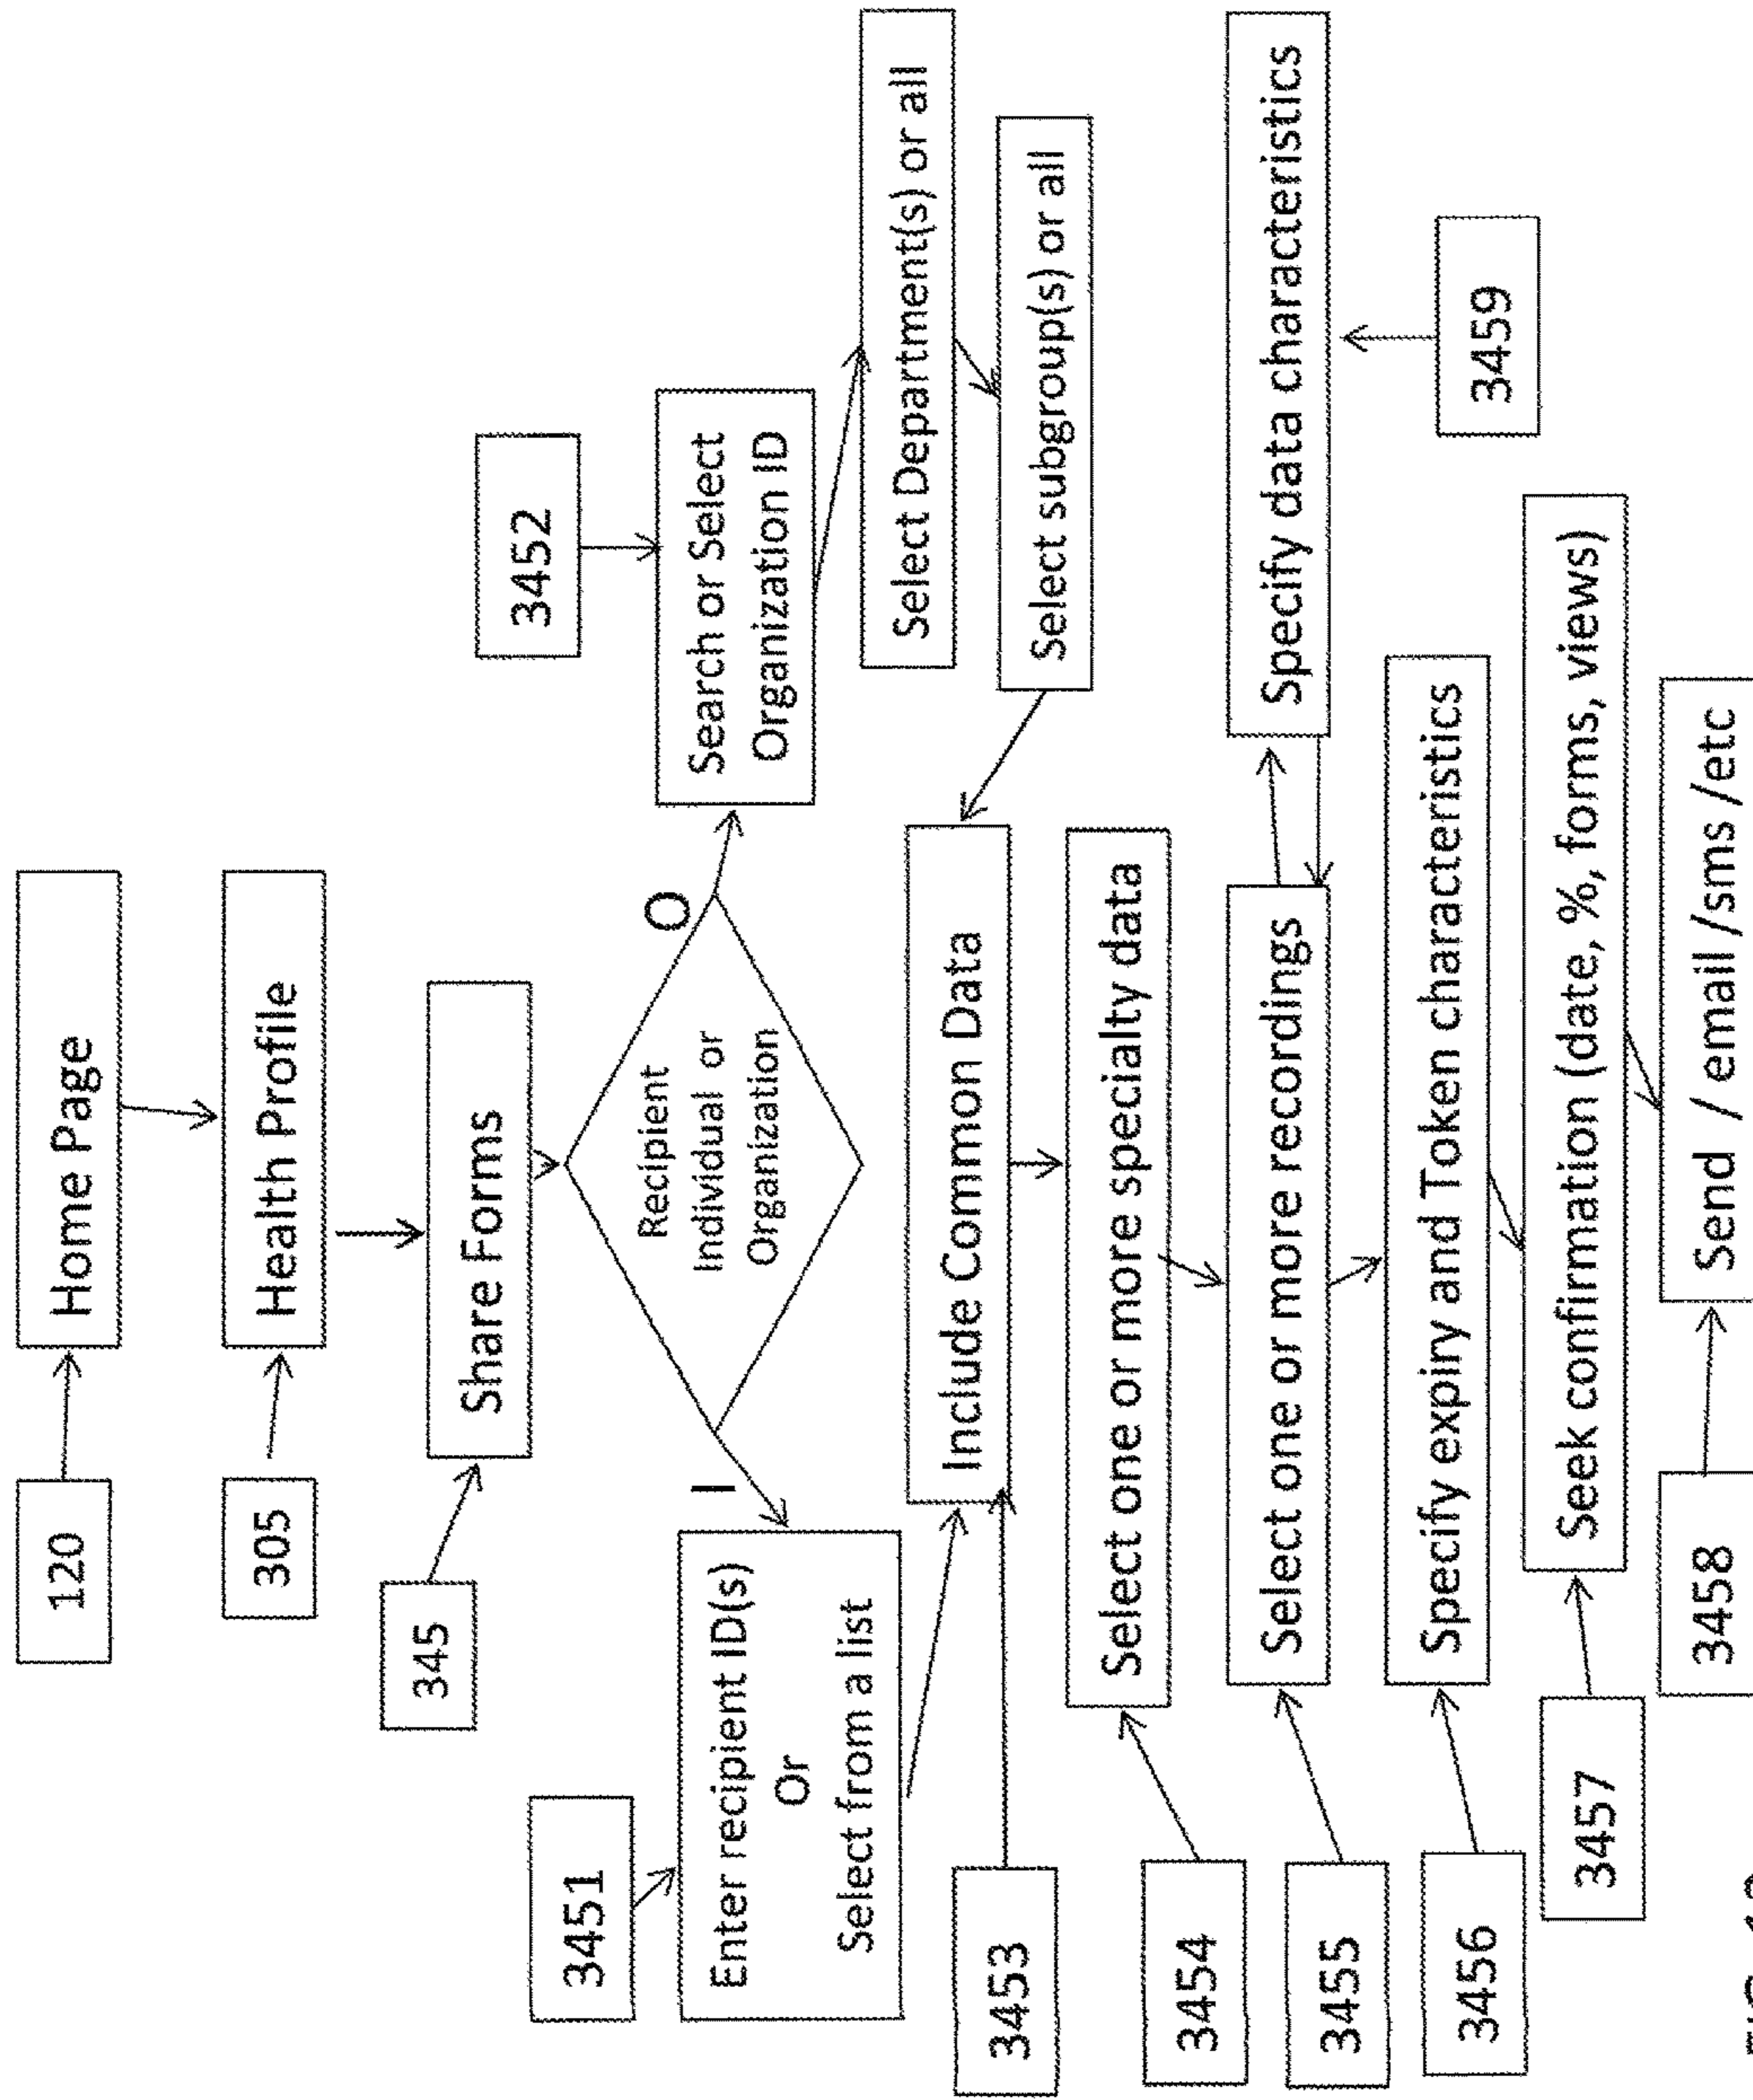 120
Home Page
305
Health Profile
345
Share Forms
Recipient
Individual or
Organization
I
O
3451
Enter recipient ID(s)
Or
Select from a list
3452
Search or Select
Organization ID
Select Department(s) or all
Select subgroup(s) or all
3453
Include Common Data
3454
Select one or more specialty data
3455
Select one or more recordings
Specify data characteristics
3459
3456
Specify expiry and Token characteristics
3457
Seek confirmation (date, %, forms, views)
3458
Send / email /sms /etc